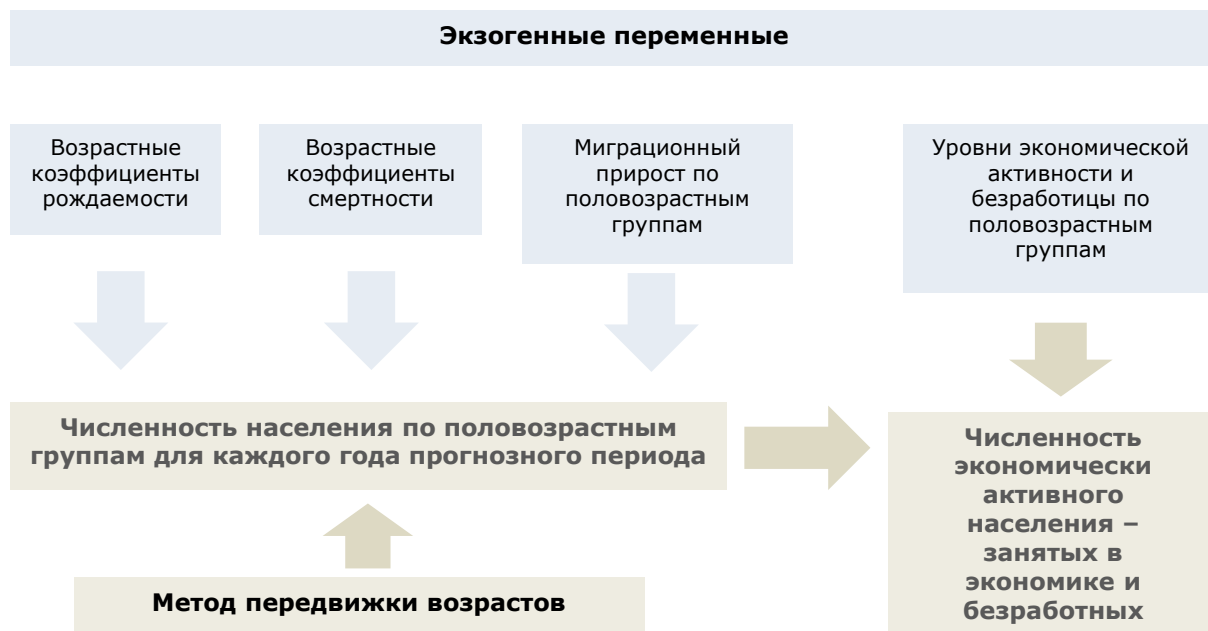 Экзогенные переменные
Возрастные
коэффициенты
рождаемости
Возрастные
коэффициенты
смертности
Миграционный
прирост по
половозрастным
группам
Уровни экономической
активности и
безработицы по
половозрастным
группам
Численность населения по половозрастным
группам для каждого года прогнозного периода
Численность
экономически
активного
населения –
занятых в
экономике и
безработных
Метод передвижки возрастов